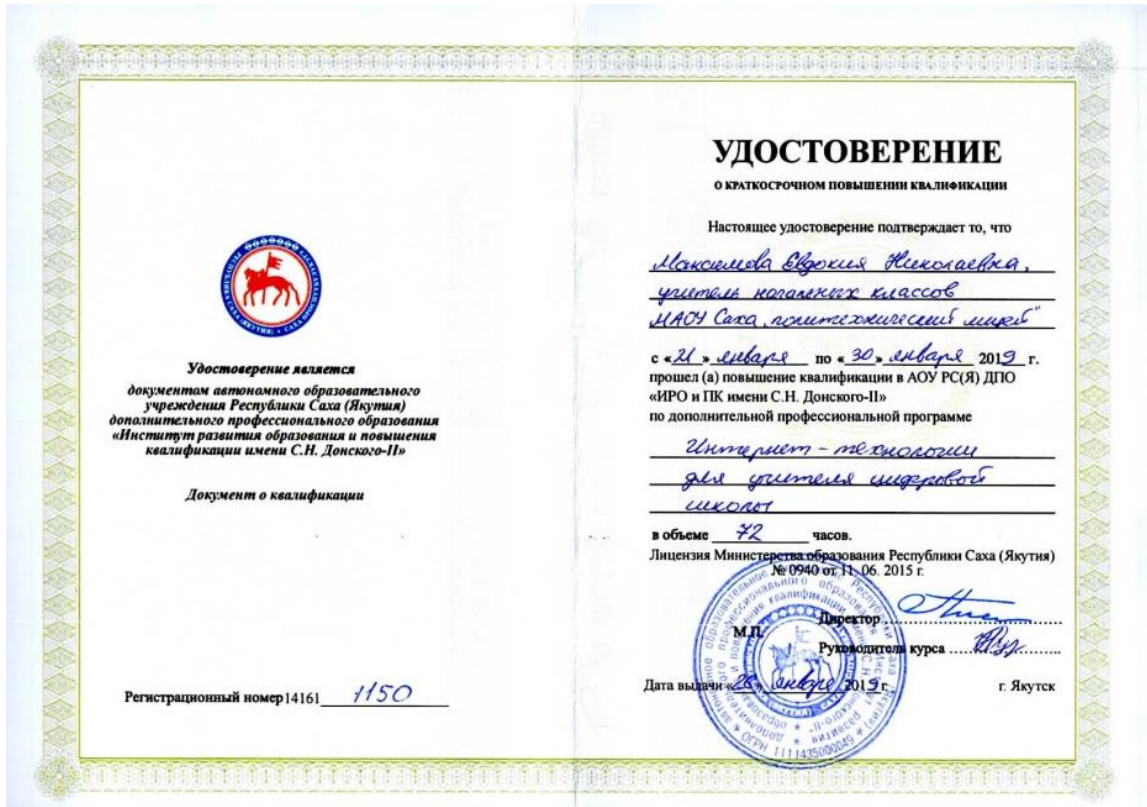 Удостоверение является
документом автономного образовательного
учреждения Республики Саха (Якутия)
дополнительного профессионального образования
«Институт развития образования и повышения
квалификации имени С.Н. Донского-II»
Документ о квалификации
Регистрационный номер 14161 1150
УДОСТОВЕРЕНИЕ
О КРАТКОСРОЧНОМ ПОВЫШЕНИИ КВАЛИФИКАЦИИ
Настоящее удостоверение подтверждает то, что
Максимова Евдокия Николаевна,
учитель начальных классов
МАОУ Саха „политехнический лицей"
с « 21 » января по « 30 » января 2019 г.
прошел (а) повышение квалификации в АОУ РС(Я) ДПО
«ИРО и ПК имени С.Н. Донского-II»
по дополнительной профессиональной программе
Интернет - технологии
для учителя цифровой
школы
в объеме 72 часов.
Лицензия Министерства образования Республики Саха (Якутия)
№ 0940 от 11. 06. 2015 г.
Директор
М.П.
Руководитель курса
Дата выдачи « » января 2019 г. г. Якутск
ОГРН 1111435000049